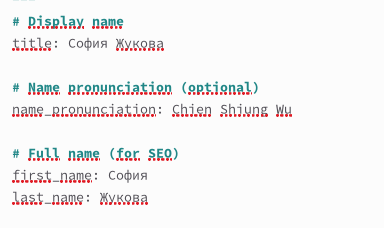 # Display name
title: София Жукова
# Name pronunciation (optional)
name_pronunciation: Chien Shiung Wu
# Full name (for SEO)
first_name: София
last_name: Жукова